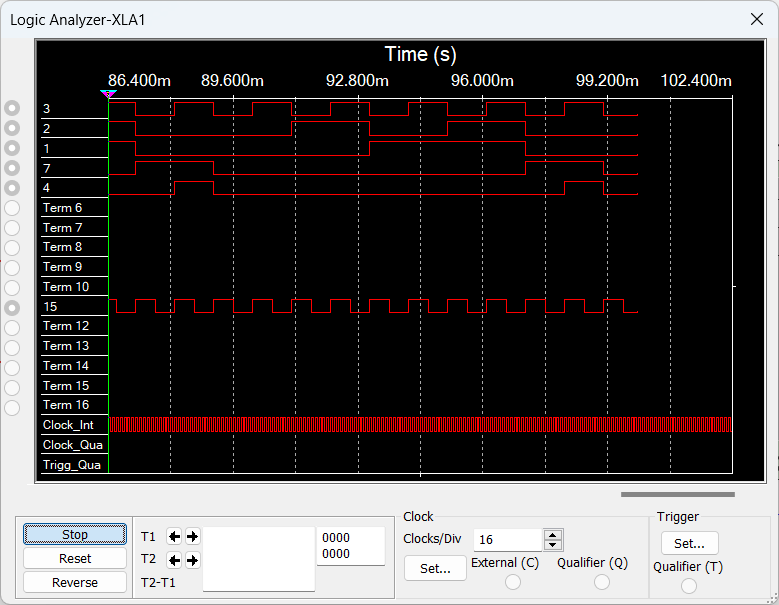 Logic Analyzer-XLA1
Time (s)
86.400m 89.600m 92.800m 96.000m 99.200m 102.400m
3
2
1
7
4
Term 6
Term 7
Term 8
Term 9
Term 10
15
Term 12
Term 13
Term 14
Term 15
Term 16
Clock_Int
Clock_Qua
Trigg_Qua
Stop
Reset
Reverse
T1
T2
T2-T1
0000
0000
Clock
Clocks/Div 16
Set... External (C) Qualifier (Q)
Trigger
Set...
Qualifier (T)